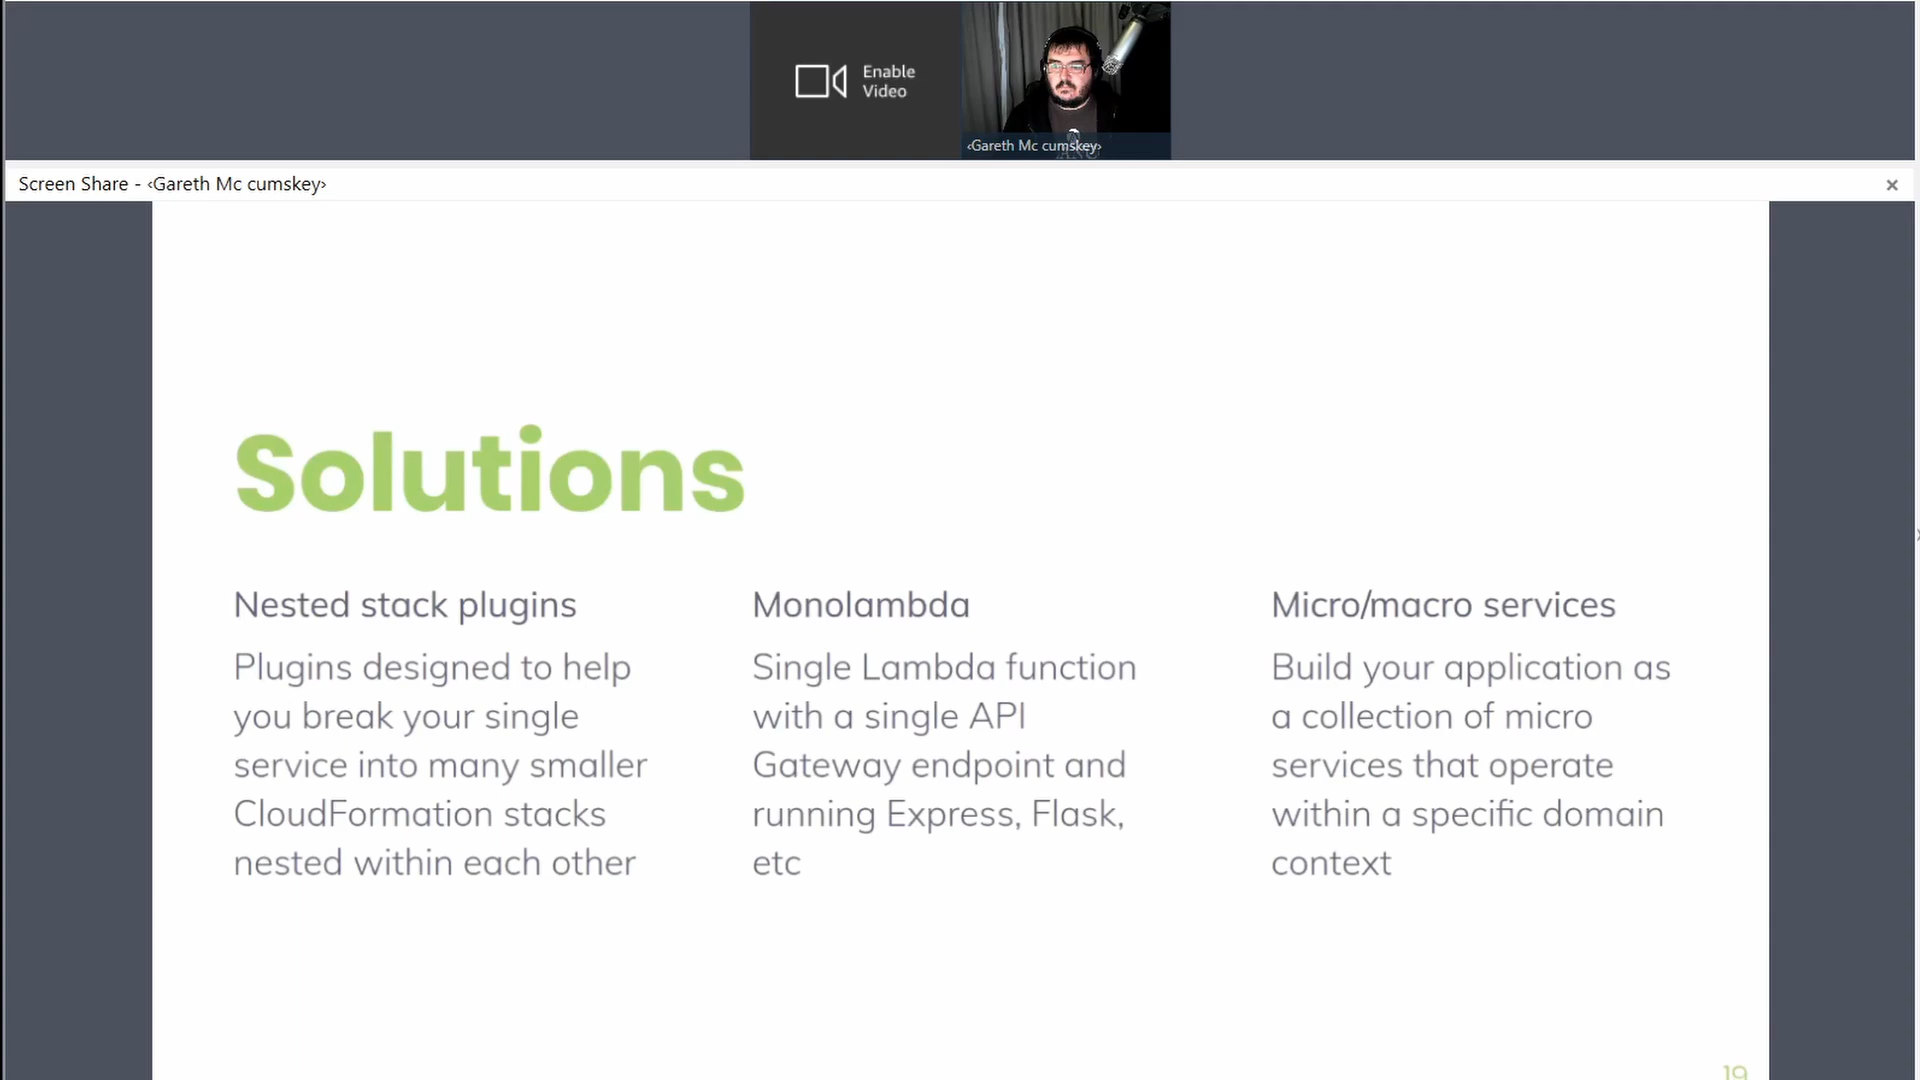 Enable
Video
‹Gareth Mc cumskey›
Screen Share - ‹Gareth Mc cumskey›
Solutions
Nested stack plugins
Plugins designed to help
you break your single
service into many smaller
CloudFormation stacks
nested within each other
Monolambda
Single Lambda function
with a single API
Gateway endpoint and
running Express, Flask,
etc
Micro/macro services
Build your application as
a collection of micro
services that operate
within a specific domain
context
19